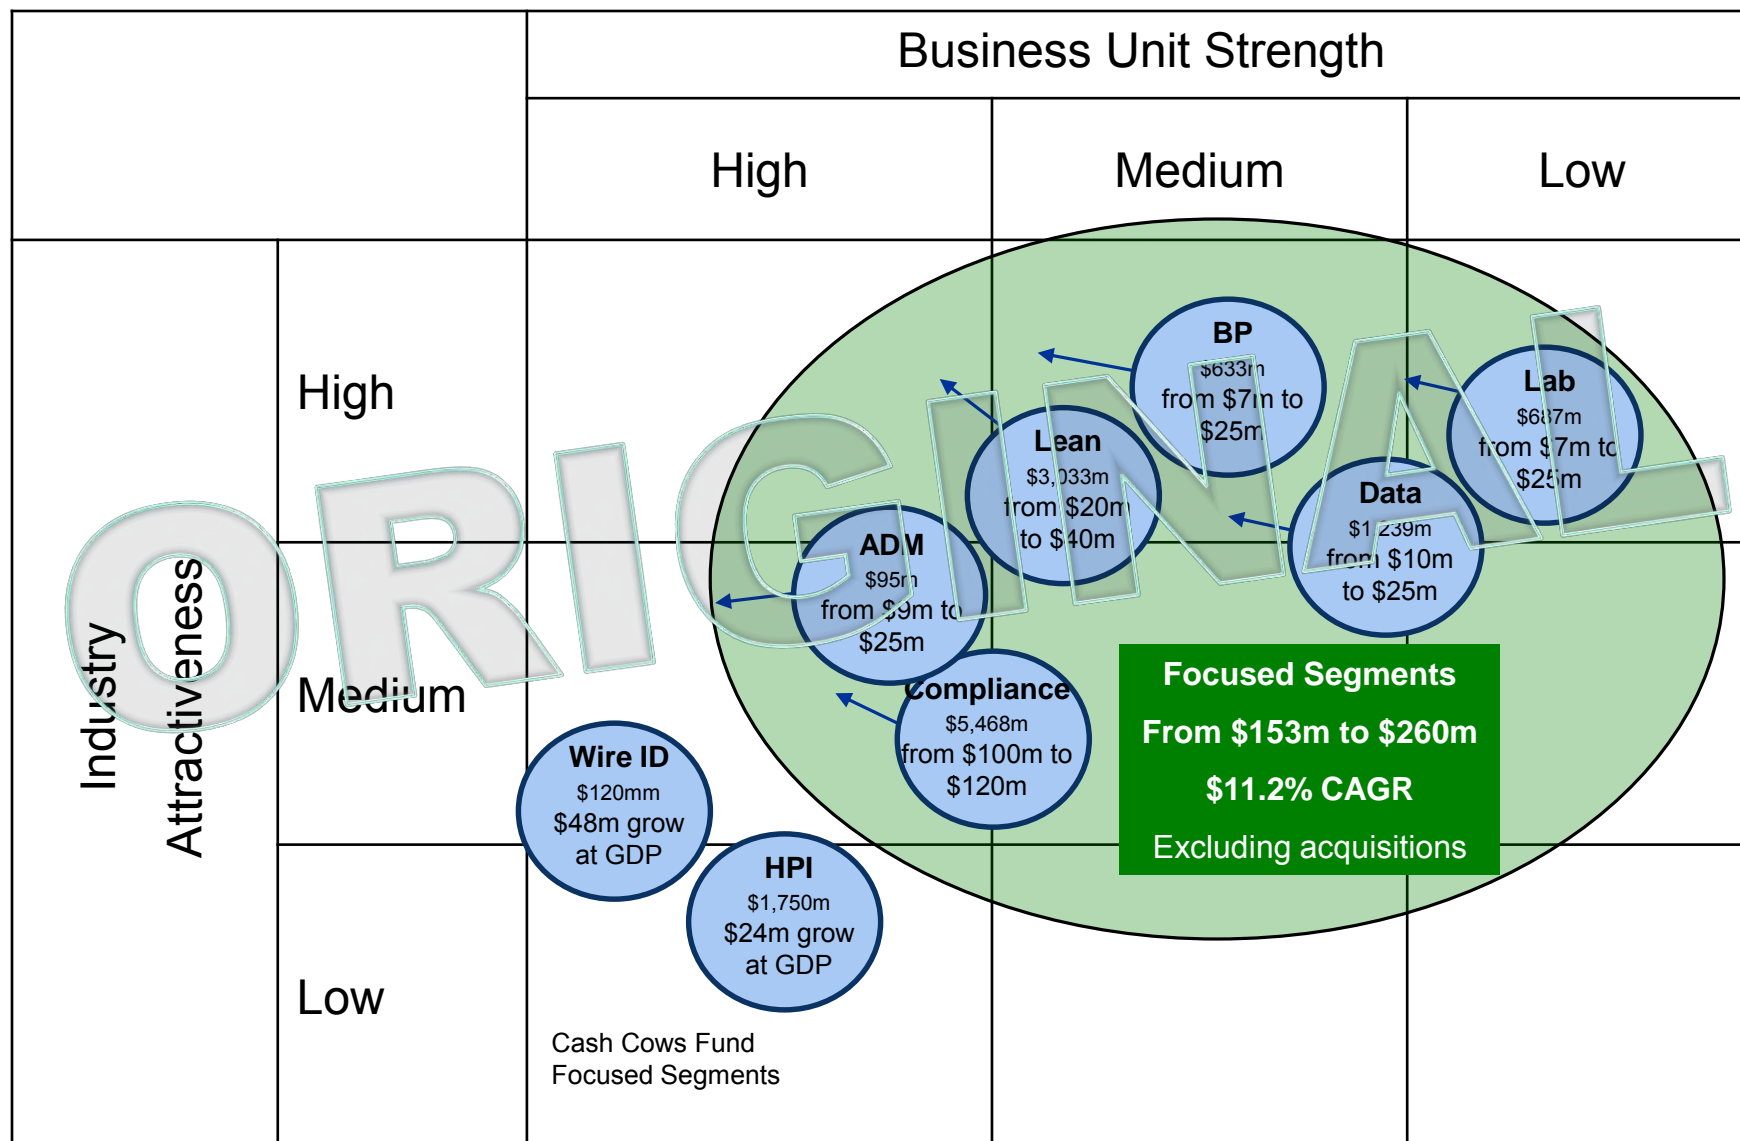 Business Unit Strength
High
Medium
Low
Industry
Attractiveness
High
Medium
Low
BP
$633m
from $7m to
$25m
Lab
$687m
from $7m to
$25m
Lean
$3,033m
from $20m
to $40m
Data
$1,239m
from $10m
to $25m
ADM
$95m
from $9m to
$25m
Compliance
$5,468m
from $100m to
$120m
Wire ID
$120mm
$48m grow
at GDP
HPI
$1,750m
$24m grow
at GDP
Focused Segments
From $153m to $260m
$11.2% CAGR
Excluding acquisitions
Cash Cows Fund
Focused Segments
ORIGINAL